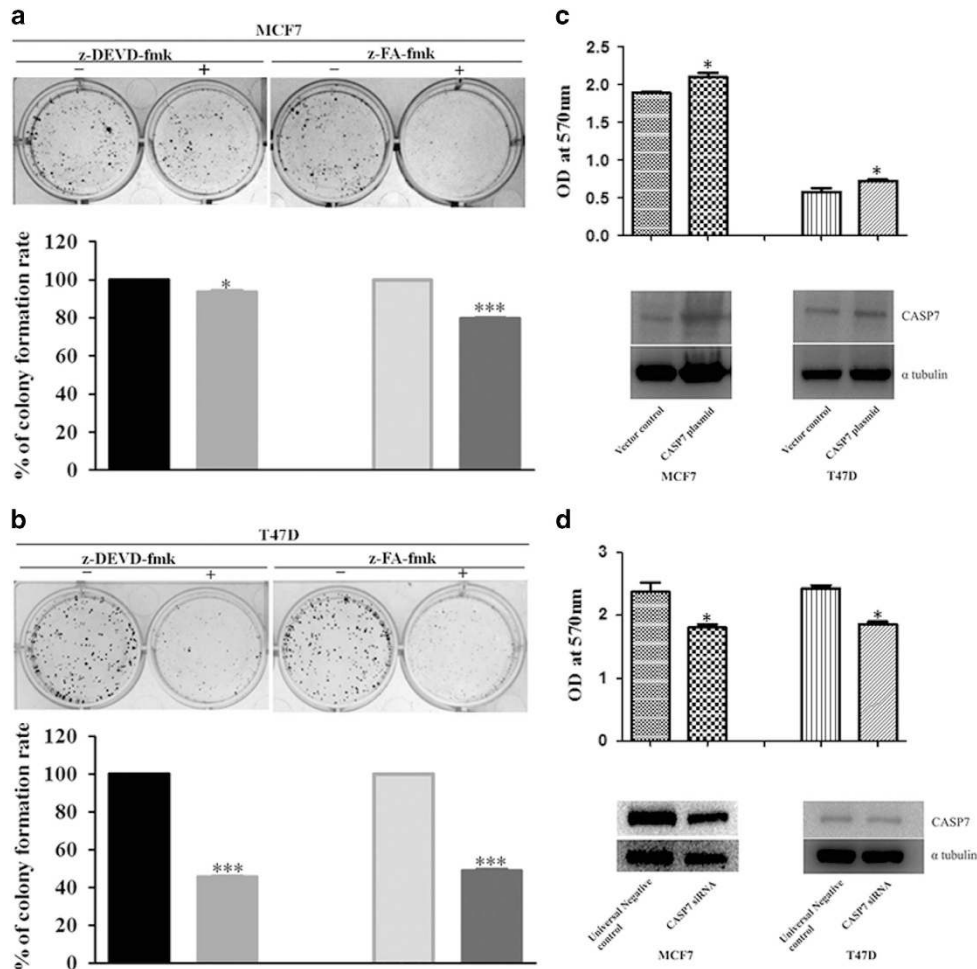 a
MCF7
z-DEVD-fmk z-FA-fmk
− + − +
% of colony formation rate
120
100
80
60
40
20
0
*
***
b
T47D
z-DEVD-fmk z-FA-fmk
− + − +
% of colony formation rate
120
100
80
60
40
20
0
***
***
c
OD at 570nm
2.5
2.0
1.5
1.0
0.5
0.0
*
*
CASP7
α tubulin
Vector control CASP7 plasmid Vector control CASP7 plasmid
MCF7 T47D
d
OD at 570nm
3
2
1
0
*
*
CASP7
α tubulin
Universal Negative control CASP7 siRNA Universal Negative control CASP7 siRNA
MCF7 T47D